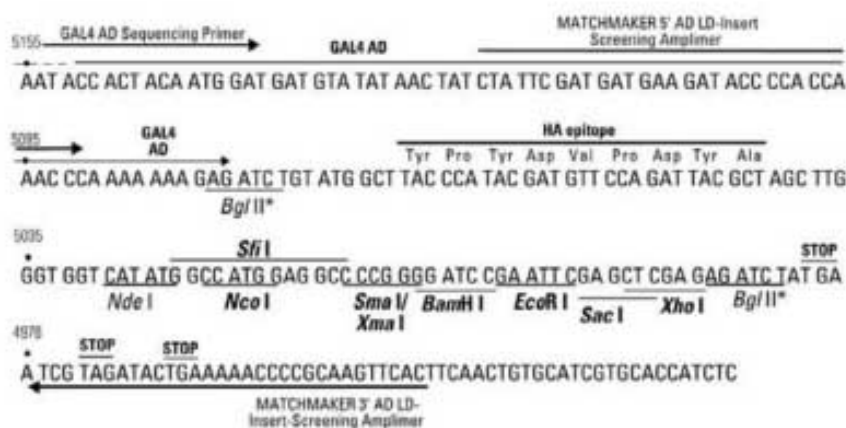 GAL4 AD Sequencing Primer
MATCHMAKER 5' AD LD-Insert
Screening Amplimer
5155
GAL4 AD
AAT ACC ACT ACA ATG GAT GAT GTA TAT AAC TAT CTA TTC GAT GAT GAA GAT ACC CCA CCA
5095
GAL4
AD
HA epitope
Tyr Pro Tyr Asp Val Pro Asp Tyr Ala
AAC CCA AAA AAA GAG ATC TGT ATG GCT TAC CCA TAC GAT GTT CCA GAT TAC GCT AGC TTG
Bgl II*
5035
Sfi I
STOP
GGT GGT CAT ATG GCC ATG GAG GCC CCG GGG ATC CGA ATT CGA GCT CGA GAG ATC TAT GA
Nde I Nco I Sma I/ BamH I EcoR I Sac I Xho I Bgl II*
Xma I
4978
STOP STOP
A TCG TAGATACTGAAAAACCCCGCAAGTTCACTTCAACTGTGCATCGTGCACCATCTC
MATCHMAKER 3' AD LD-
Insert-Screening Amplimer